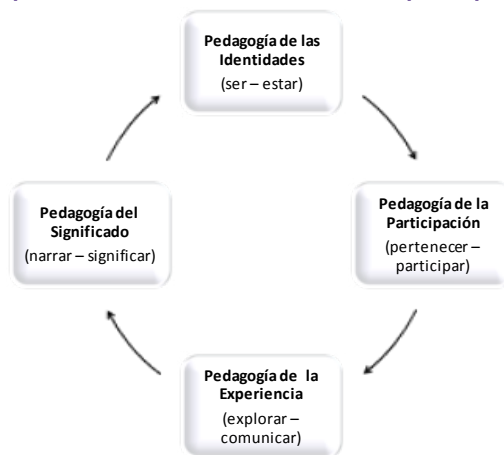 Pedagogía de las
Identidades
(ser – estar)
Pedagogía de la
Participación
(pertenecer –
participar)
Pedagogía de la
Experiencia
(explorar –
comunicar)
Pedagogía del
Significado
(narrar – significar)